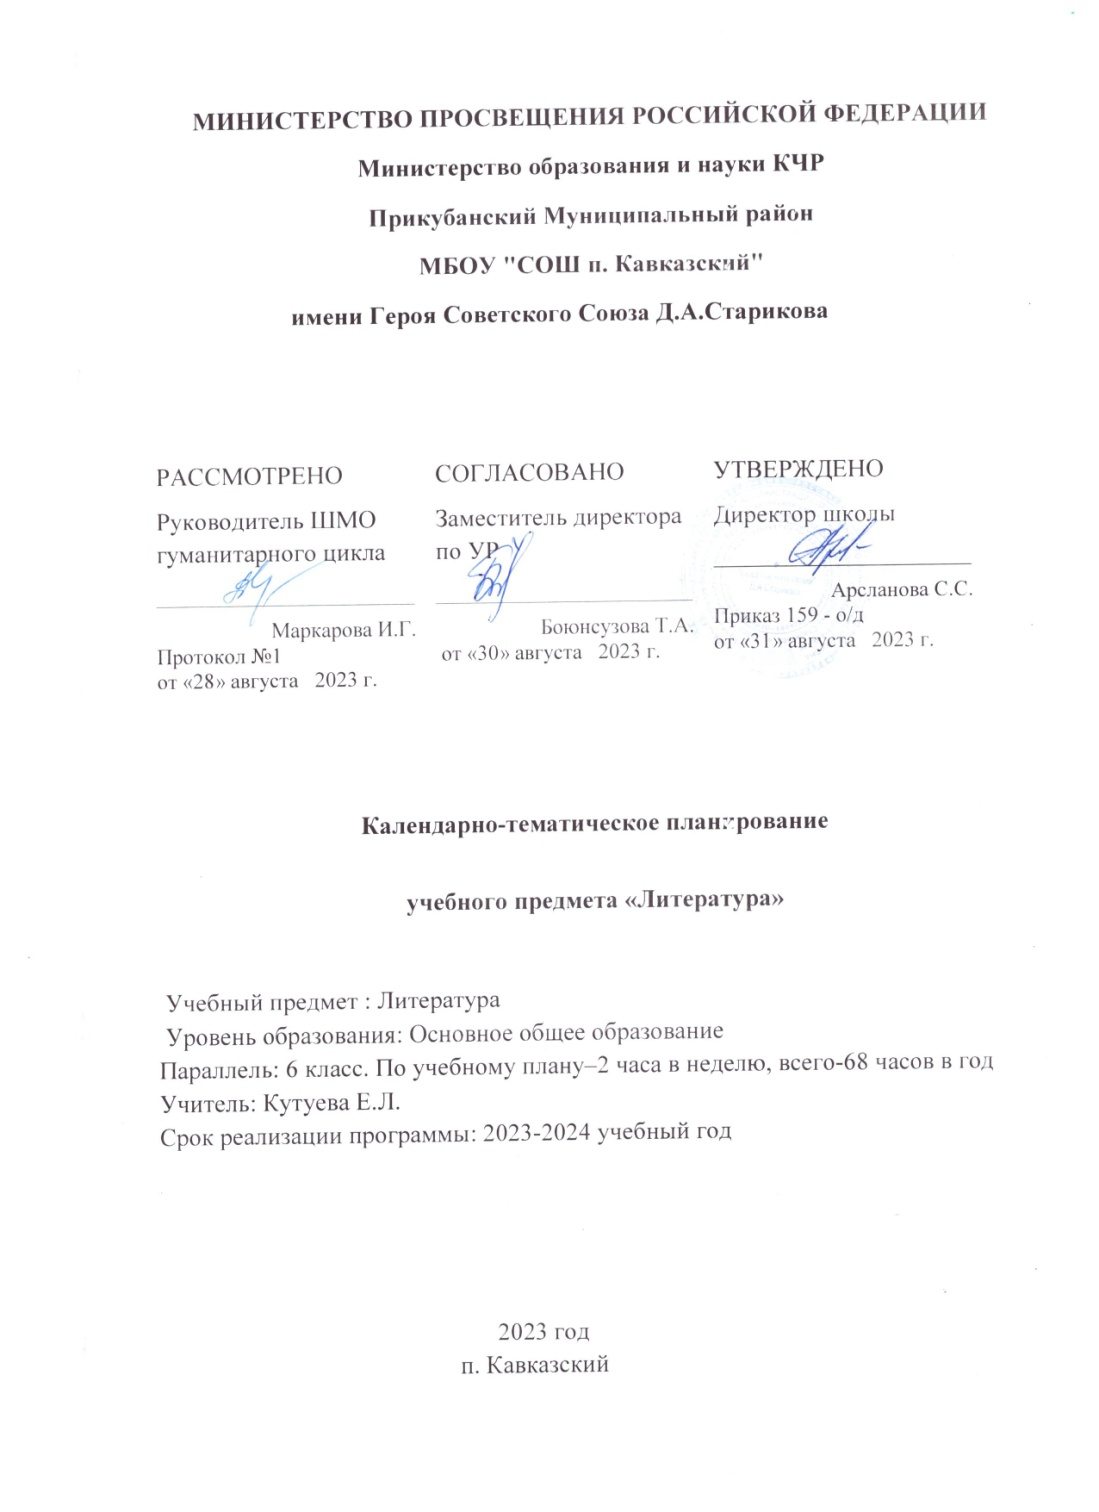 МИНИСТЕРСТВО ПРОСВЕЩЕНИЯ РОССИЙСКОЙ ФЕДЕРАЦИИ
Министерство образования и науки КЧР
Прикубанский Муниципальный район
МБОУ "СОШ п. Кавказский"
имени Героя Советского Союза Д.А.Старикова
РАССМОТРЕНО
Руководитель ШМО
гуманитарного цикла
Маркарова И.Г.
Протокол №1
от «28» августа 2023 г.
СОГЛАСОВАНО
Заместитель директора
по УР
Боюнсузова Т.А.
от «30» августа 2023 г.
УТВЕРЖДЕНО
Директор школы
Арсланова С.С.
Приказ 159 - о/д
от «31» августа 2023 г.
Календарно-тематическое планирование
учебного предмета «Литература»
Учебный предмет : Литература
Уровень образования: Основное общее образование
Параллель: 6 класс. По учебному плану–2 часа в неделю, всего-68 часов в год
Учитель: Кутуева Е.Л.
Срок реализации программы: 2023-2024 учебный год
2023 год
п. Кавказский